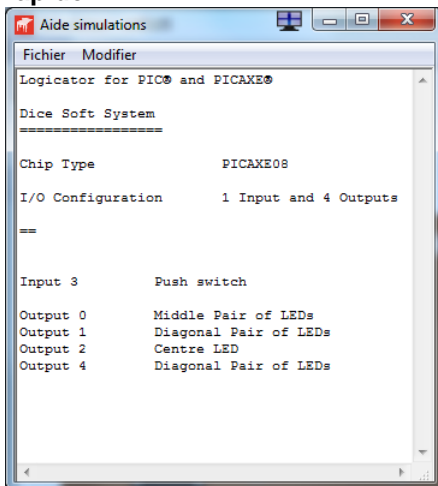 Aide simulations
Fichier Modifier
Logicator for PIC® and PICAXE®
Dice Soft System
=================
Chip Type PICAXE08
I/O Configuration 1 Input and 4 Outputs
==
Input 3 Push switch
Output 0 Middle Pair of LEDs
Output 1 Diagonal Pair of LEDs
Output 2 Centre LED
Output 4 Diagonal Pair of LEDs